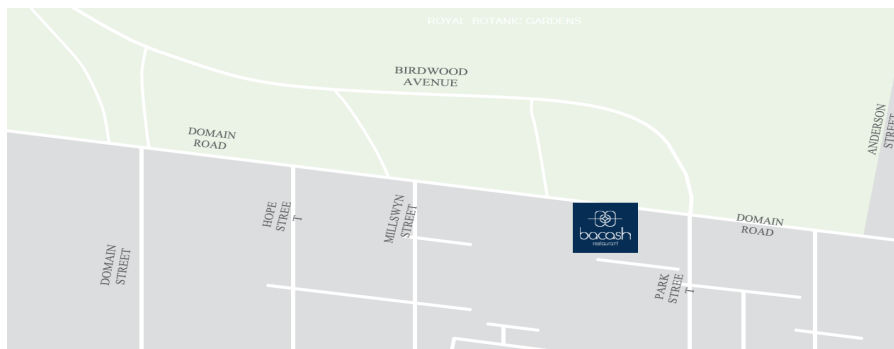 ROYAL BOTANIC GARDENS
BIRDWOOD
AVENUE
DOMAIN
ROAD
ANDERSON
STREET
HOPE
STREE
T
MILLSWYN
STREET
bacash
restaurant
DOMAIN
ROAD
DOMAIN
STREET
PARK
STREE
T